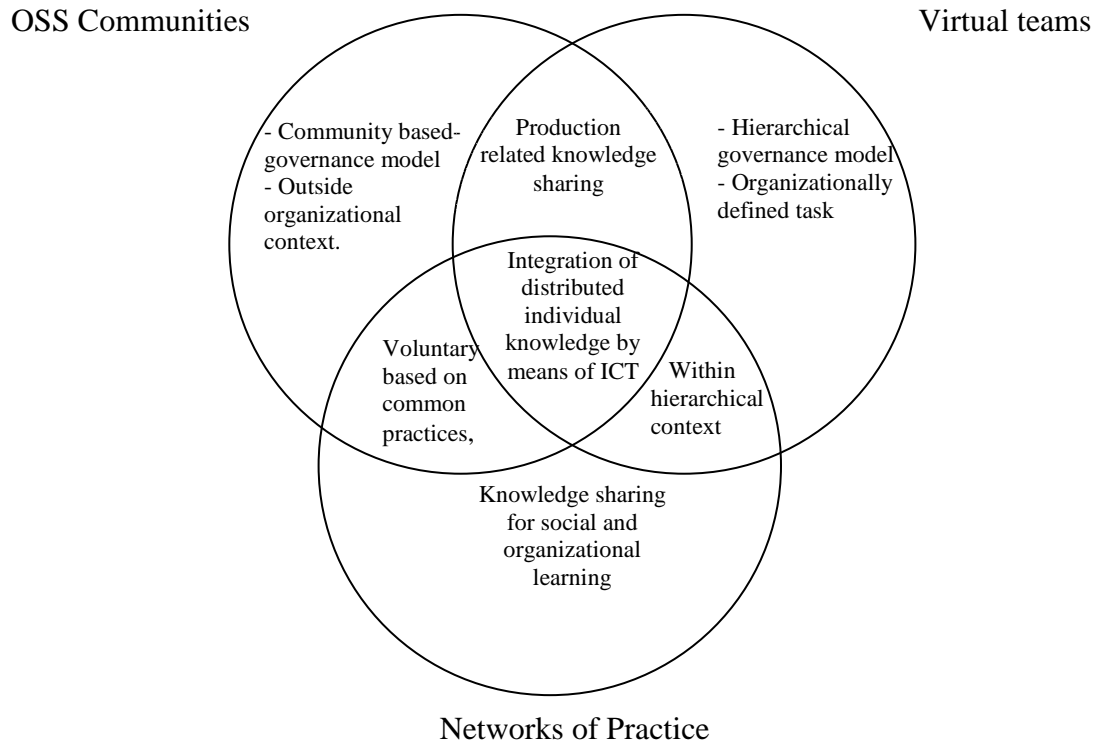 OSS Communities
Virtual teams
- Community based-
governance model
- Outside
organizational
context.
Production
related knowledge
sharing
- Hierarchical
governance model
- Organizationally
defined task
Integration of
distributed
individual
knowledge by
means of ICT
Voluntary
based on
common
practices,
Within
hierarchical
context
Knowledge sharing
for social and
organizational
learning
Networks of Practice